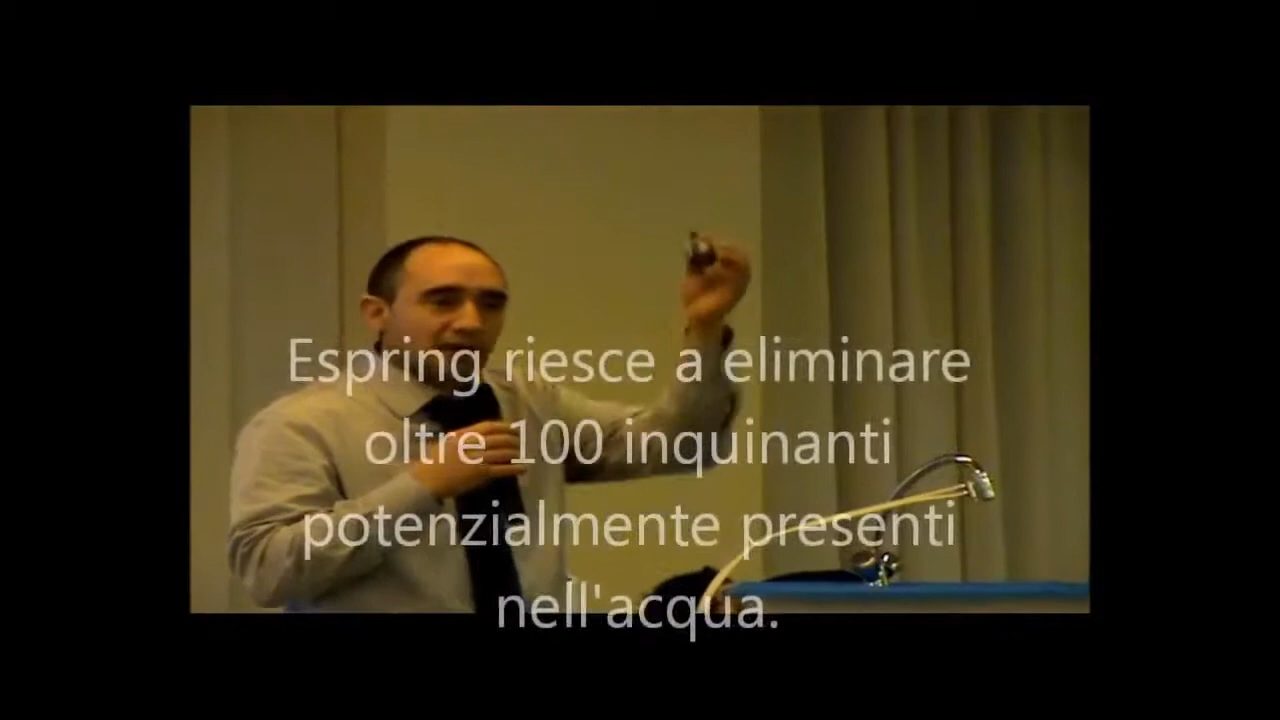 Espring riesce a eliminare
oltre 100 inquinanti
potenzialmente presenti
nell'acqua.